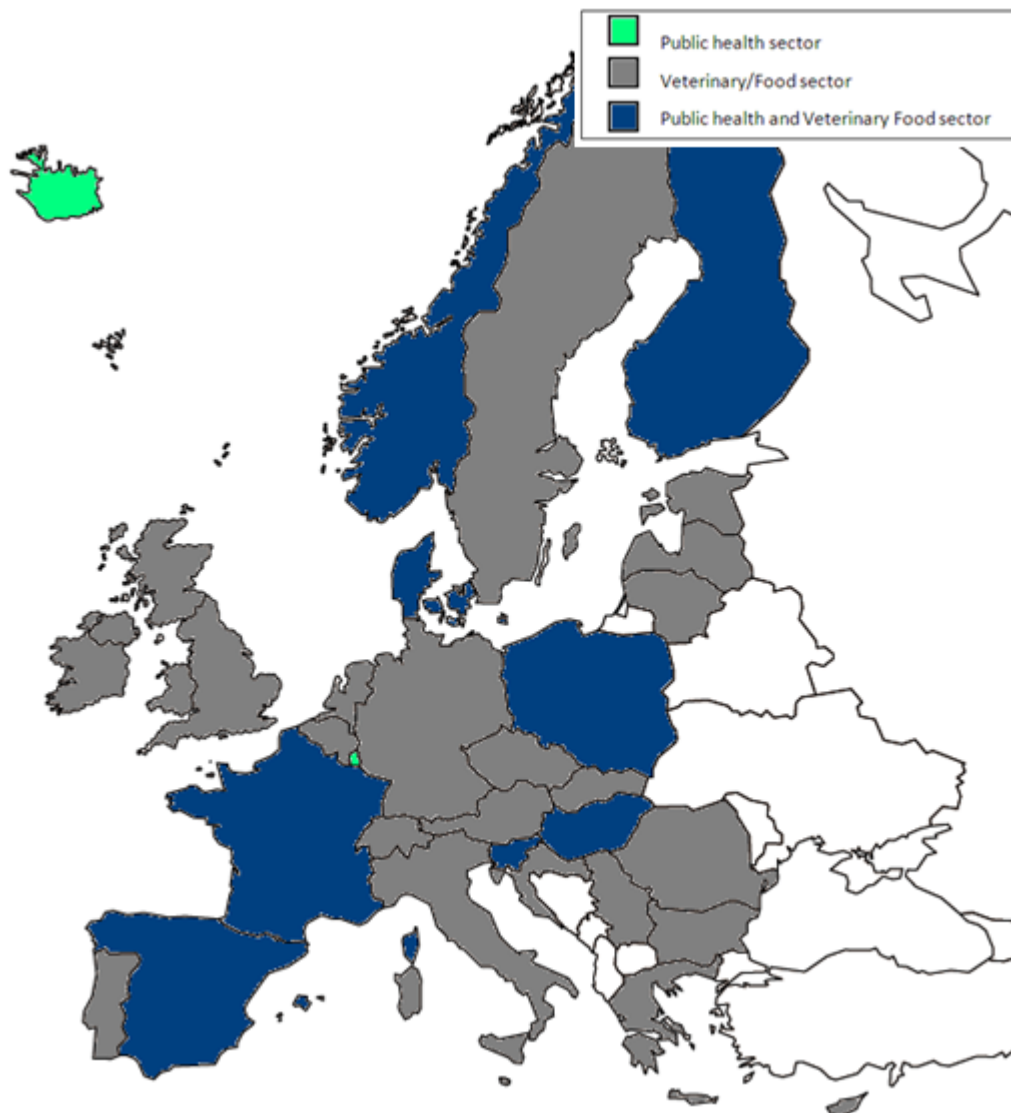 Public health sector
Veterinary/Food sector
Public health and Veterinary Food sector